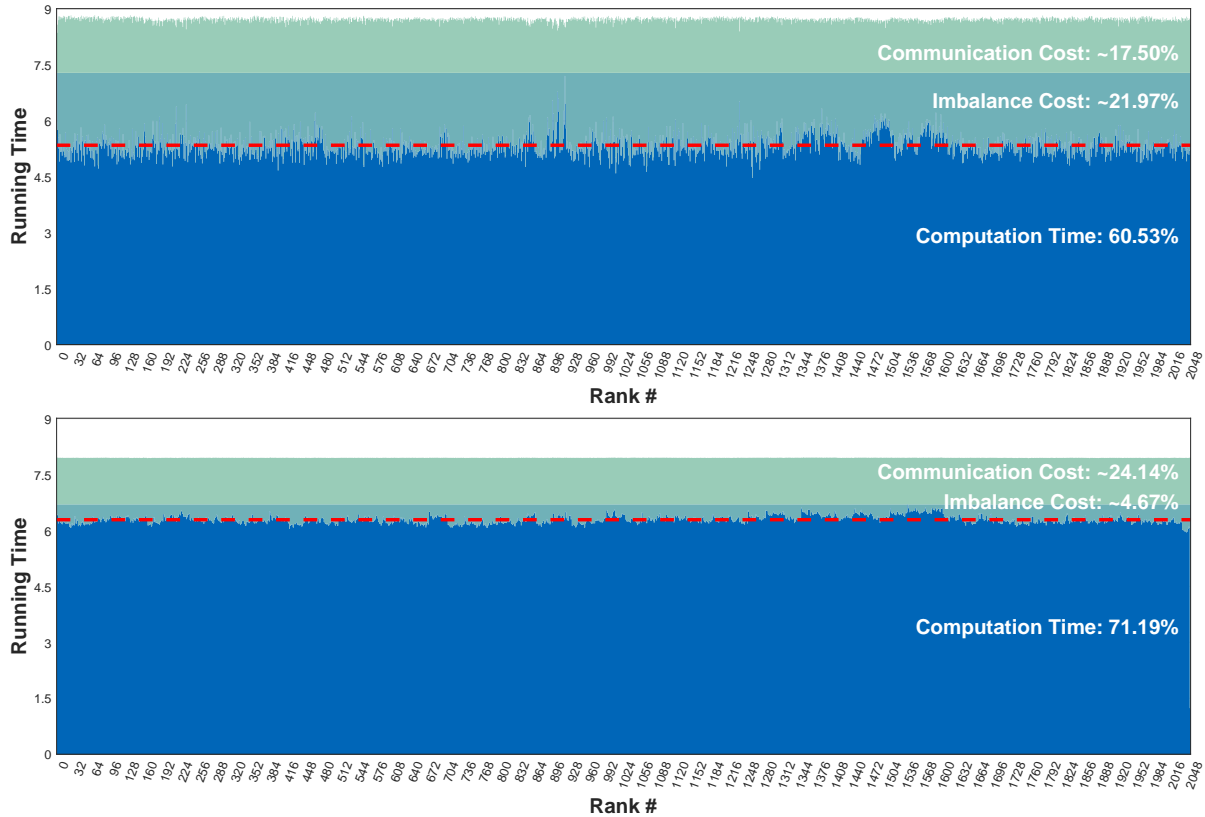 9
Communication Cost: ~17.50%
7.5
Imbalance Cost: ~21.97%
6
4.5
Running Time
3
Computation Time: 60.53%
1.5
0
0 32 64 96 128 160 192 224 256 288 320 352 384 416 448 480 512 544 576 608 640 672 704 736 768 800 832 864 896 928 960 992 1024 1056 1088 1120 1152 1184 1216 1248 1280 1312 1344 1376 1408 1440 1472 1504 1536 1568 1600 1632 1664 1696 1728 1760 1792 1824 1856 1888 1920 1952 1984 2016 2048
Rank #
9
Communication Cost: ~24.14%
7.5
Imbalance Cost: ~4.67%
6
4.5
Running Time
3
Computation Time: 71.19%
1.5
0
0 32 64 96 128 160 192 224 256 288 320 352 384 416 448 480 512 544 576 608 640 672 704 736 768 800 832 864 896 928 960 992 1024 1056 1088 1120 1152 1184 1216 1248 1280 1312 1344 1376 1408 1440 1472 1504 1536 1568 1600 1632 1664 1696 1728 1760 1792 1824 1856 1888 1920 1952 1984 2016 2048
Rank #